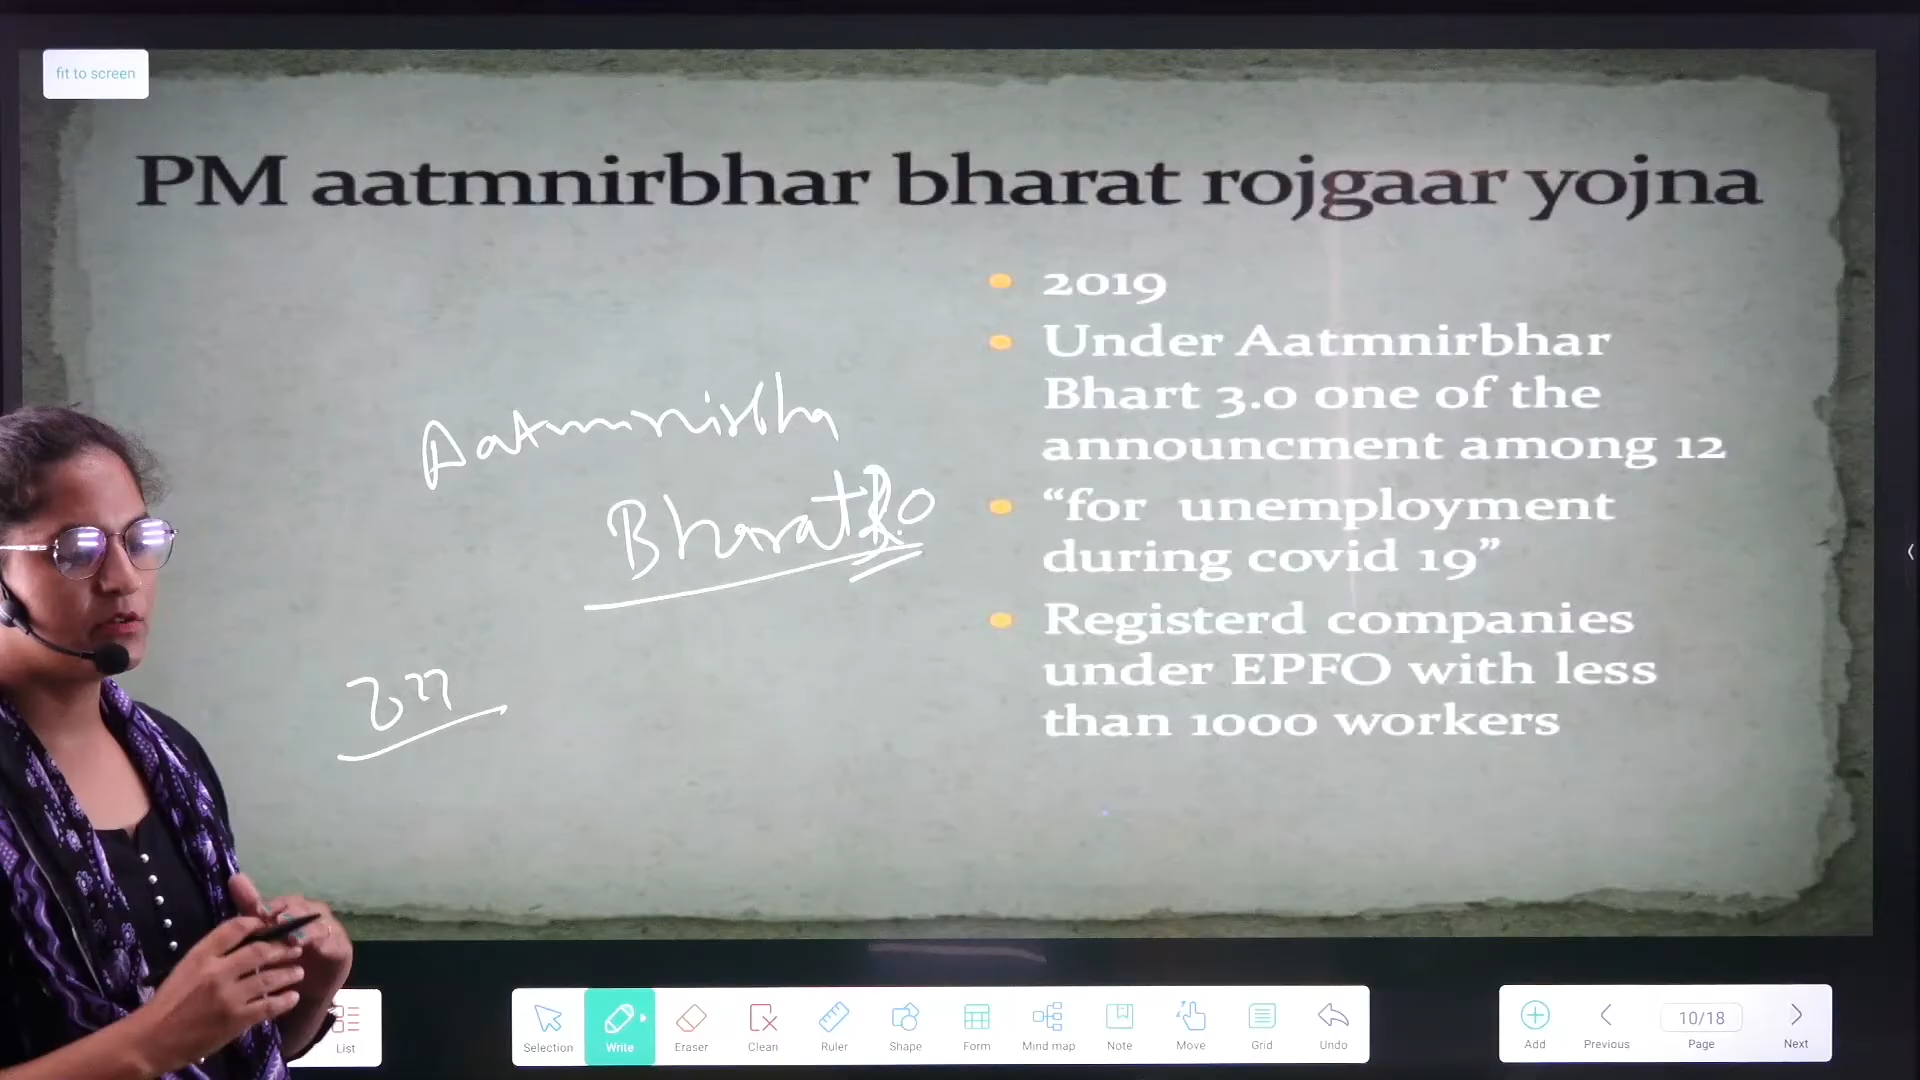 fit to screen
PM aatmnirbhar bharat rojgaar yojna
2019
Under Aatmnirbhar
Bhart 3.0 one of the
announcment among 12
“for unemployment
during covid 19”
Registerd companies
under EPFO with less
than 1000 workers
Aatmnirbha
Bharat
List
Selection
Write
Eraser
Clean
Ruler
Shape
Form
Mind map
Note
Move
Grid
Undo
Add
Previous
10/18
Page
Next